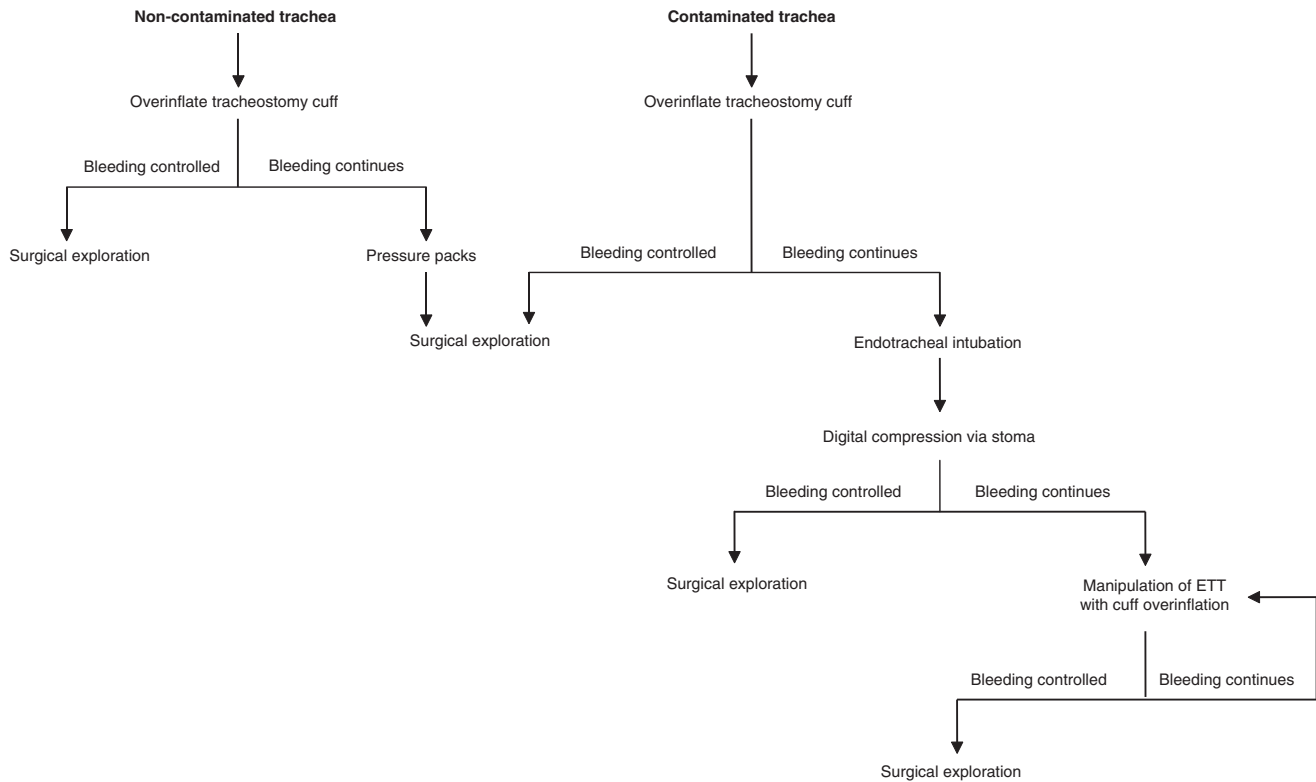 Non-contaminated trachea
Contaminated trachea
Overinflate tracheostomy cuff
Overinflate tracheostomy cuff
Bleeding controlled
Bleeding continues
Surgical exploration
Pressure packs
Bleeding controlled
Bleeding continues
Surgical exploration
Endotracheal intubation
Digital compression via stoma
Bleeding controlled
Bleeding continues
Surgical exploration
Manipulation of ETT
with cuff overinflation
Bleeding controlled
Bleeding continues
Surgical exploration